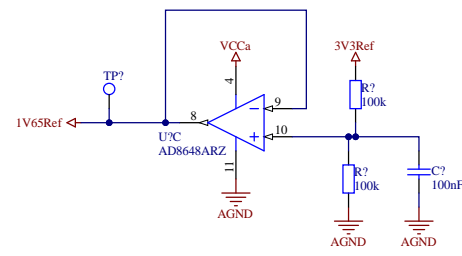 VCCa
3V3Ref
TP?
4
R?
100k
9
1V65Ref
8
10
U?C
AD8648ARZ
11
R?
100k
C?
100nF
AGND
AGND
AGND